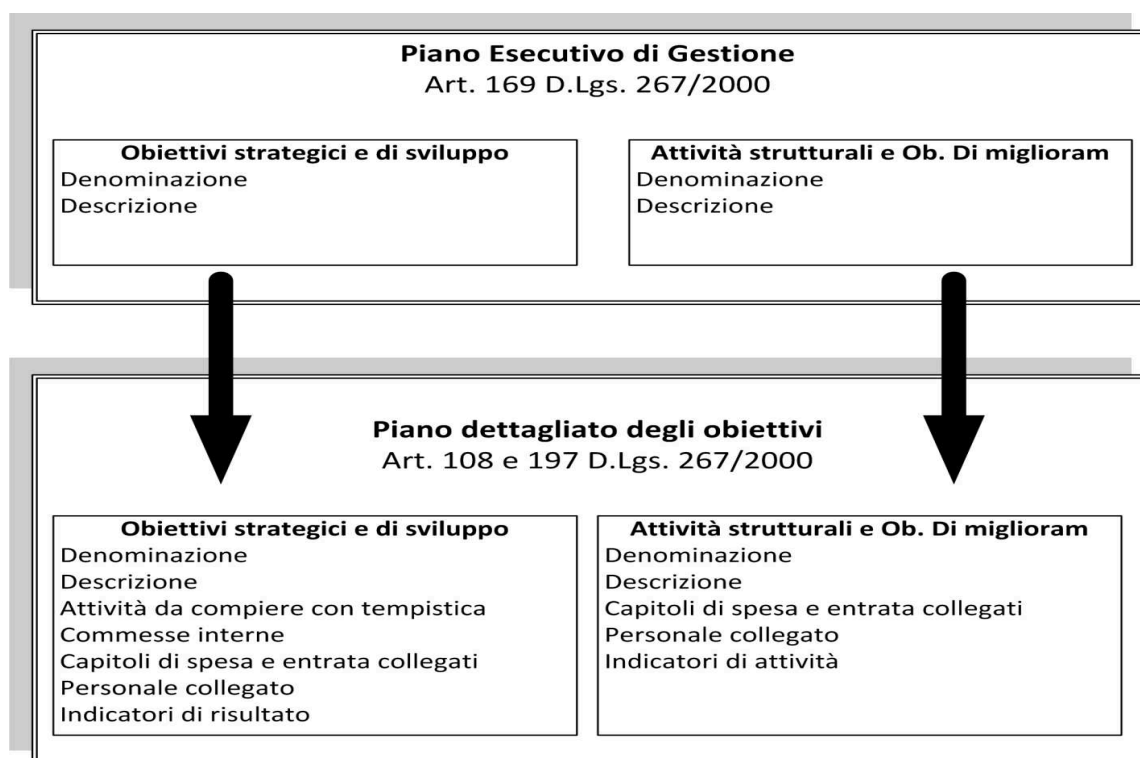 Piano Esecutivo di Gestione
Art. 169 D.Lgs. 267/2000
Obiettivi strategici e di sviluppo
Denominazione
Descrizione
Attività strutturali e Ob. Di miglioram
Denominazione
Descrizione
Piano dettagliato degli obiettivi
Art. 108 e 197 D.Lgs. 267/2000
Obiettivi strategici e di sviluppo
Denominazione
Descrizione
Attività da compiere con tempistica
Commesse interne
Capitoli di spesa e entrata collegati
Personale collegato
Indicatori di risultato
Attività strutturali e Ob. Di miglioram
Denominazione
Descrizione
Capitoli di spesa e entrata collegati
Personale collegato
Indicatori di attività